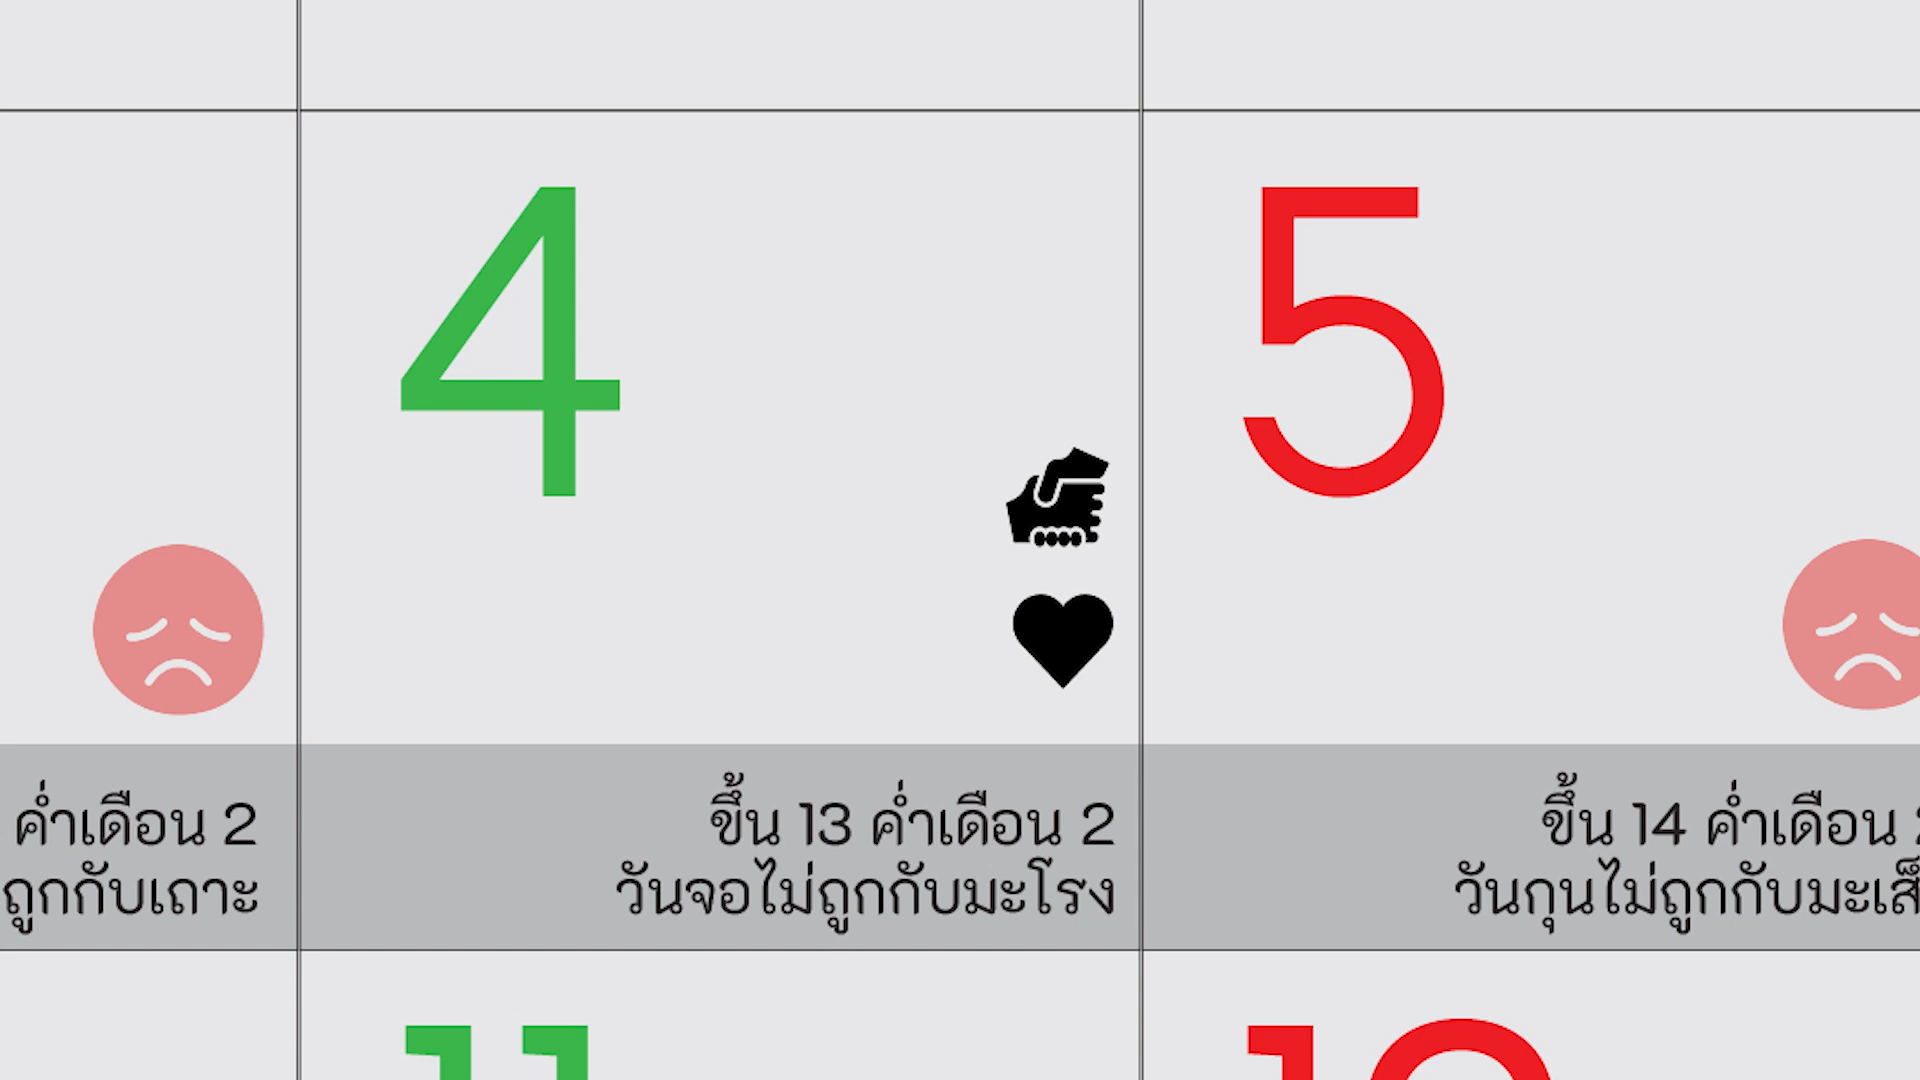 4
5
ค่ำเดือน 2
ถูกกับเถาะ
ขึ้น 13 ค่ำเดือน 2
วันจอไม่ถูกกับมะโรง
ขึ้น 14 ค่ำเดือน
วันกุนไม่ถูกกับมะเส็
11